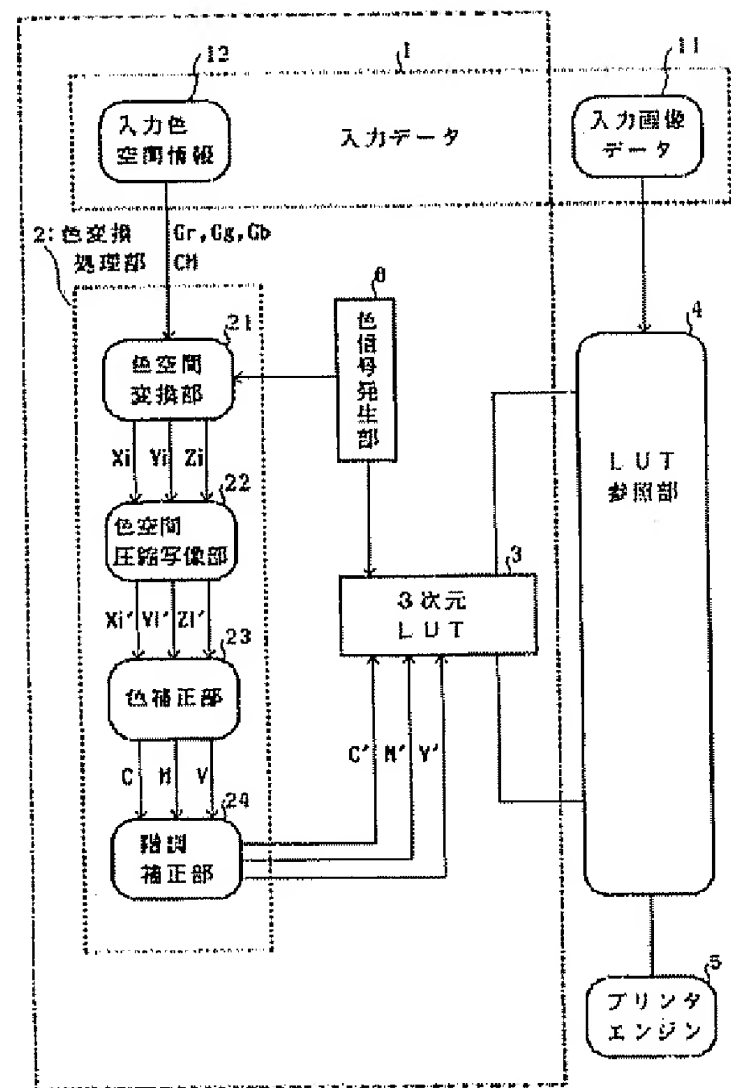 12
1
11
入力色
空間情報
入力データ
入力画像
データ
2:色変換
処理部
Gr,Gg,Gb
CM
21
色空間
変換部
色信号発生部
4
LUT
参照部
Xi Yi Zi
22
色空間
圧縮写像部
3
3次元
LUT
Xi' Yi' Zi'
23
色補正部
C M Y
C' M' Y'
24
階調
補正部
5
プリンタ
エンジン